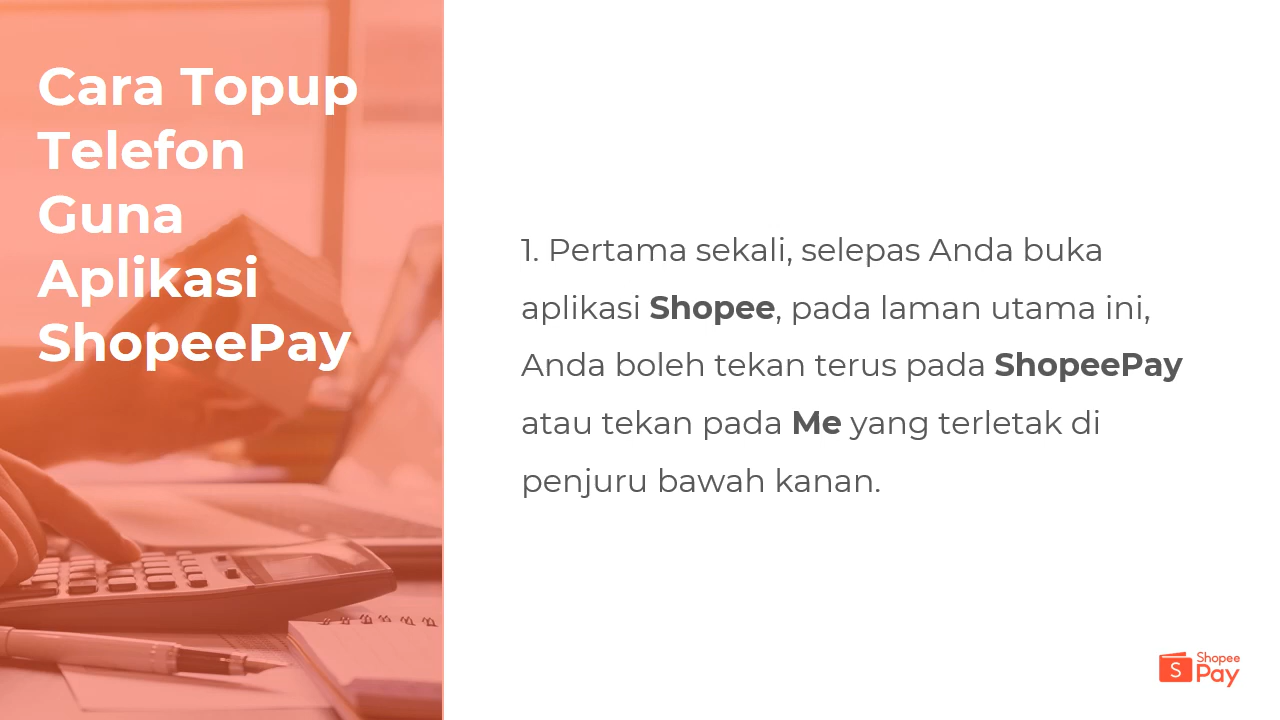 Cara Topup
Telefon
Guna
Aplikasi
ShopeePay
1. Pertama sekali, selepas Anda buka
aplikasi Shopee, pada laman utama ini,
Anda boleh tekan terus pada ShopeePay
atau tekan pada Me yang terletak di
penjuru bawah kanan.
S
Shopee
Pay